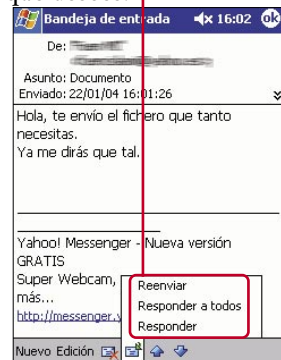 Bandeja de entrada 16:02 ok
De:
Asunto: Documento
Enviado: 22/01/04 16:01:26
Hola, te envío el fichero que tanto
necesitas.
Ya me dirás que tal.
Yahoo! Messenger - Nueva versión
GRATIS
Super Webcam,
más...
http://messenger.y
Reenviar
Responder a todos
Responder
Nuevo Edición